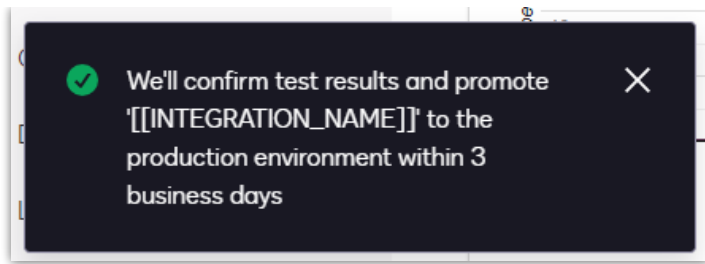 We'll confirm test results and promote
'[[INTEGRATION_NAME]]' to the
production environment within 3
business days